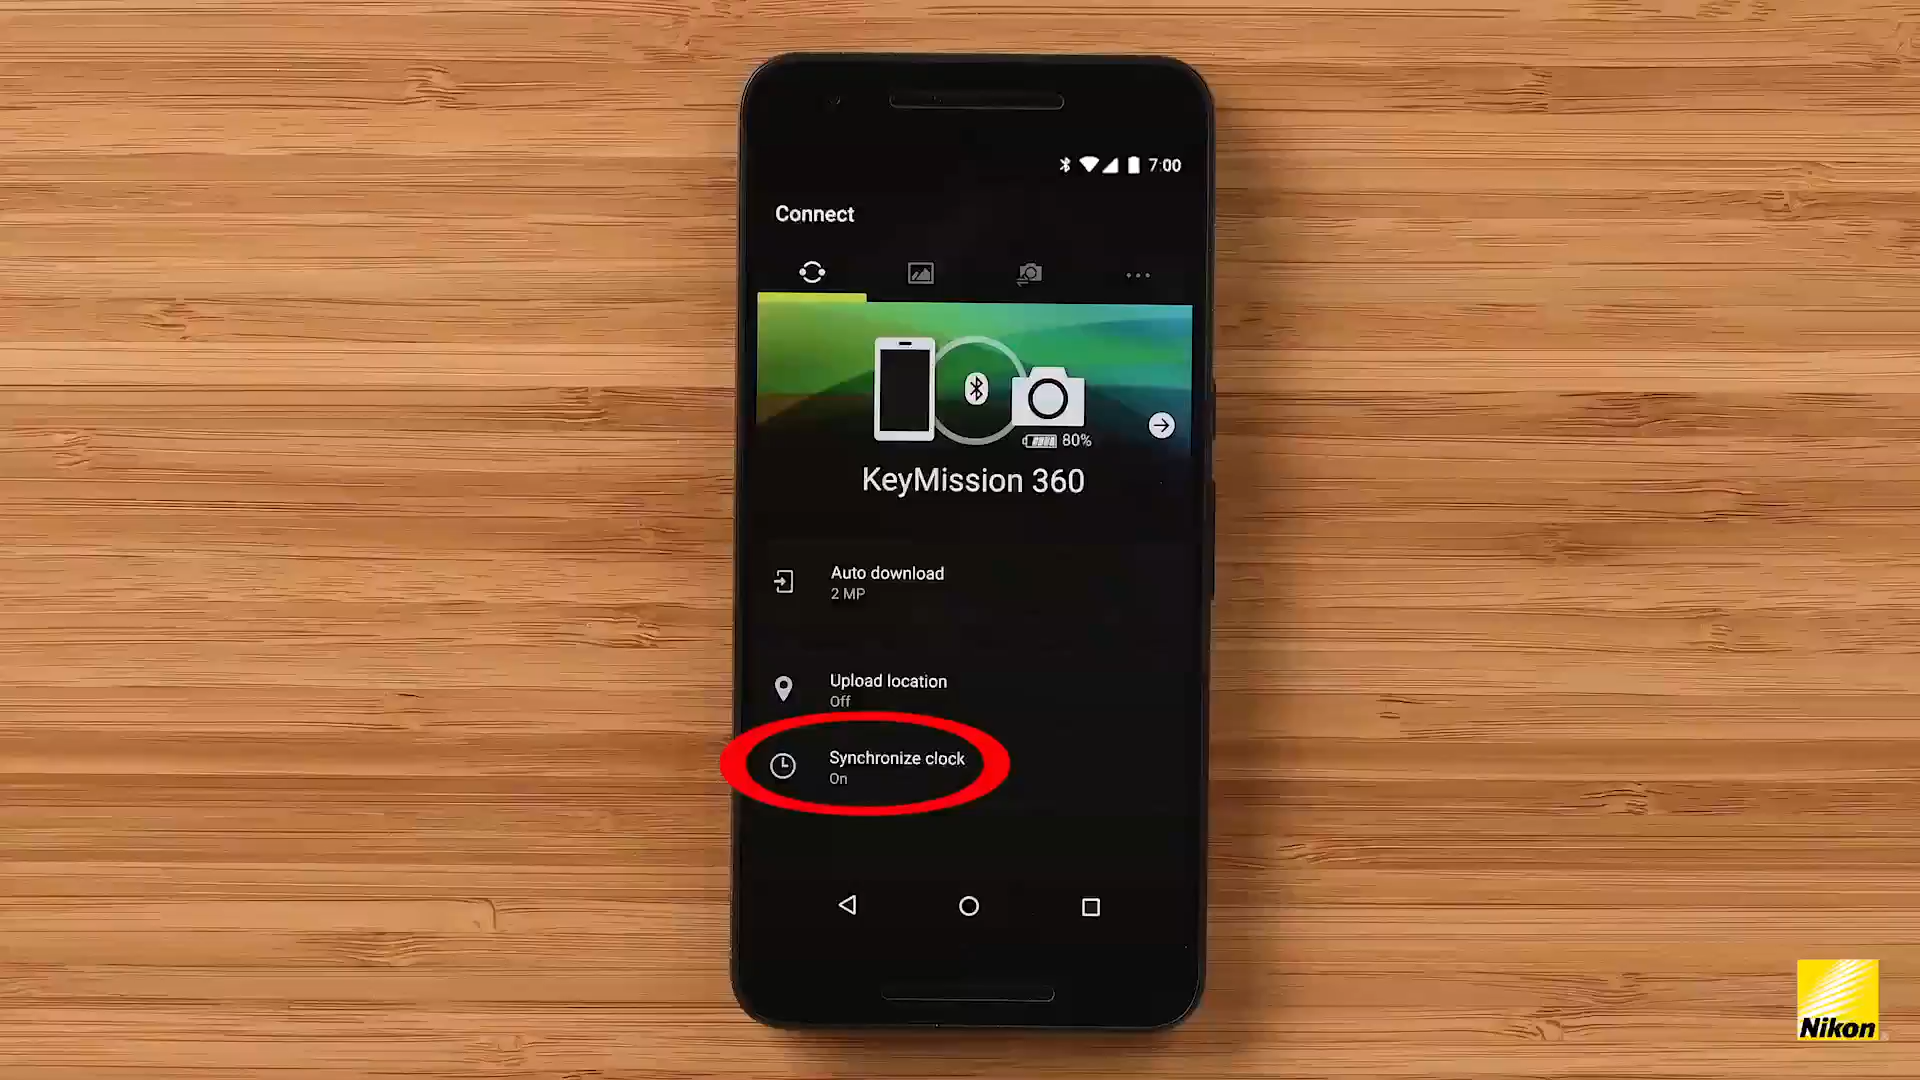 7:00
Connect
80%
KeyMission 360
Auto download
2 MP
Upload location
Off
Synchronize clock
On
Nikon